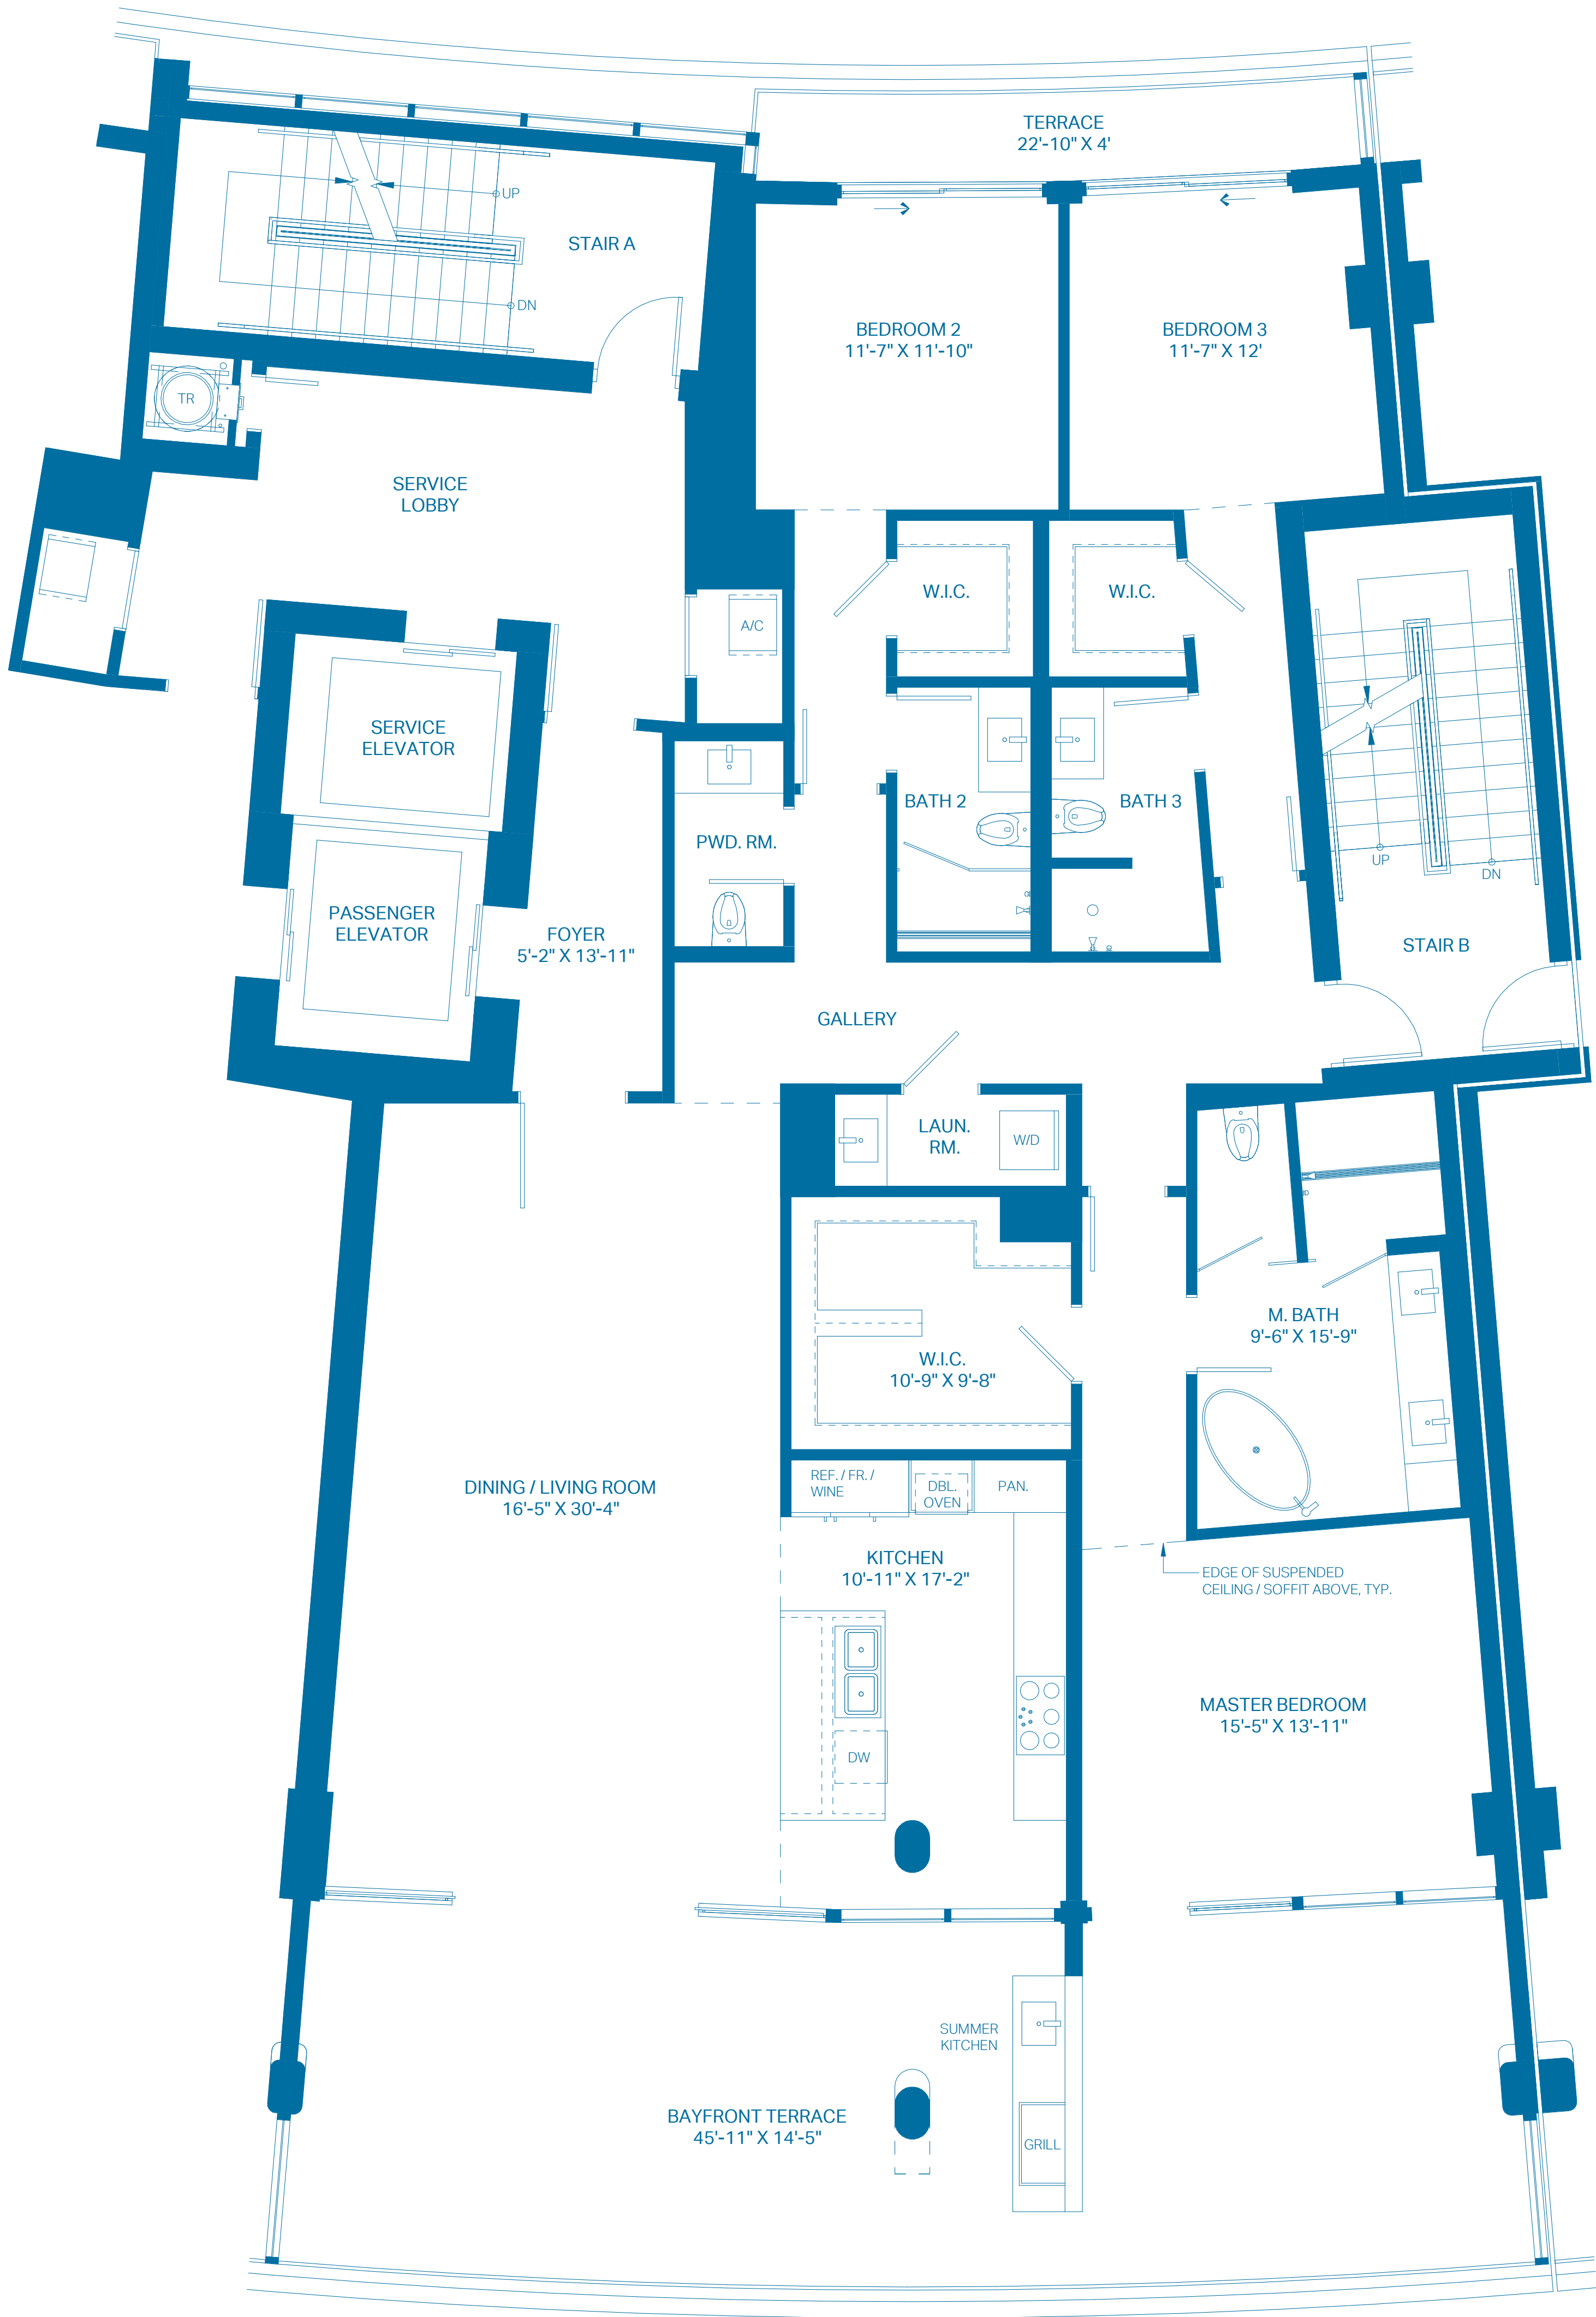 TERRACE
22'-10" X 4'
UP
STAIR A
DN
BEDROOM 2
11'-7" X 11'-10"
BEDROOM 3
11'-7" X 12'
TR
SERVICE
LOBBY
W.I.C.
W.I.C.
A/C
SERVICE
ELEVATOR
BATH 2
BATH 3
PWD. RM.
UP
DN
PASSENGER
ELEVATOR
FOYER
5'-2" X 13'-11"
STAIR B
GALLERY
LAUN.
RM.
W/D
M. BATH
9'-6" X 15'-9"
W.I.C.
10'-9" X 9'-8"
DINING / LIVING ROOM
16'-5" X 30'-4"
REF. / FR. /
WINE
DBL.
OVEN
PAN.
KITCHEN
10'-11" X 17'-2"
EDGE OF SUSPENDED
CEILING / SOFFIT ABOVE, TYP.
MASTER BEDROOM
15'-5" X 13'-11"
DW
SUMMER
KITCHEN
BAYFRONT TERRACE
45'-11" X 14'-5"
GRILL